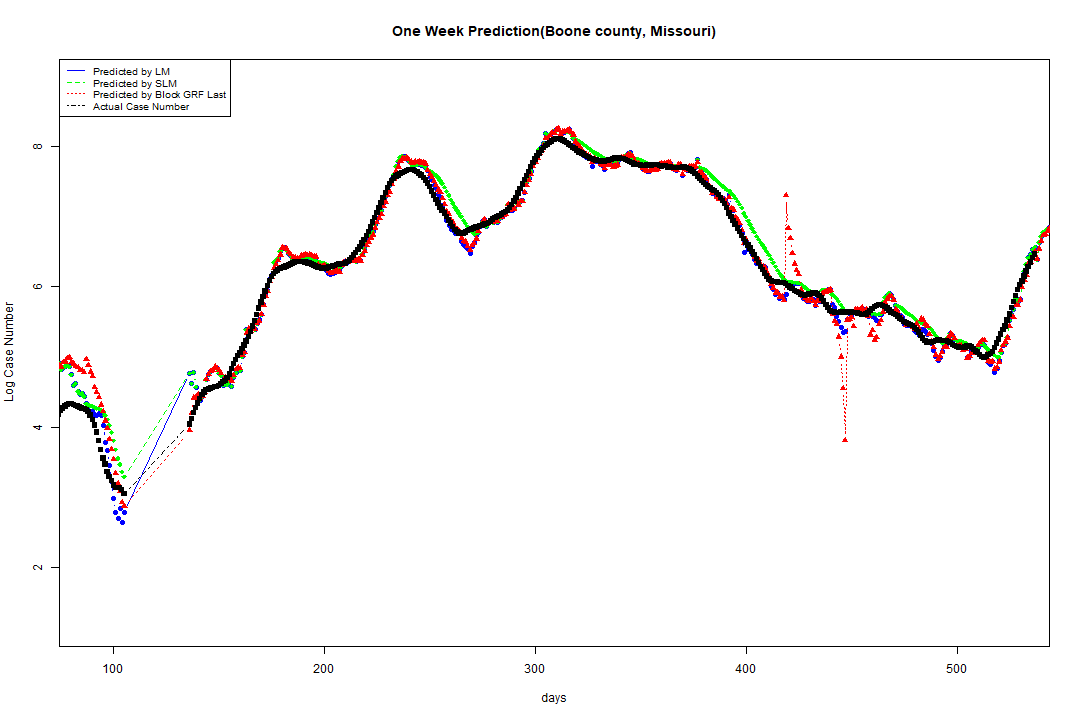 One Week Prediction(Boone county, Missouri)
Predicted by LM
Predicted by SLM
Predicted by Block GRF Last
Actual Case Number
8
6
4
2
Log Case Number
100 200 300 400 500
days